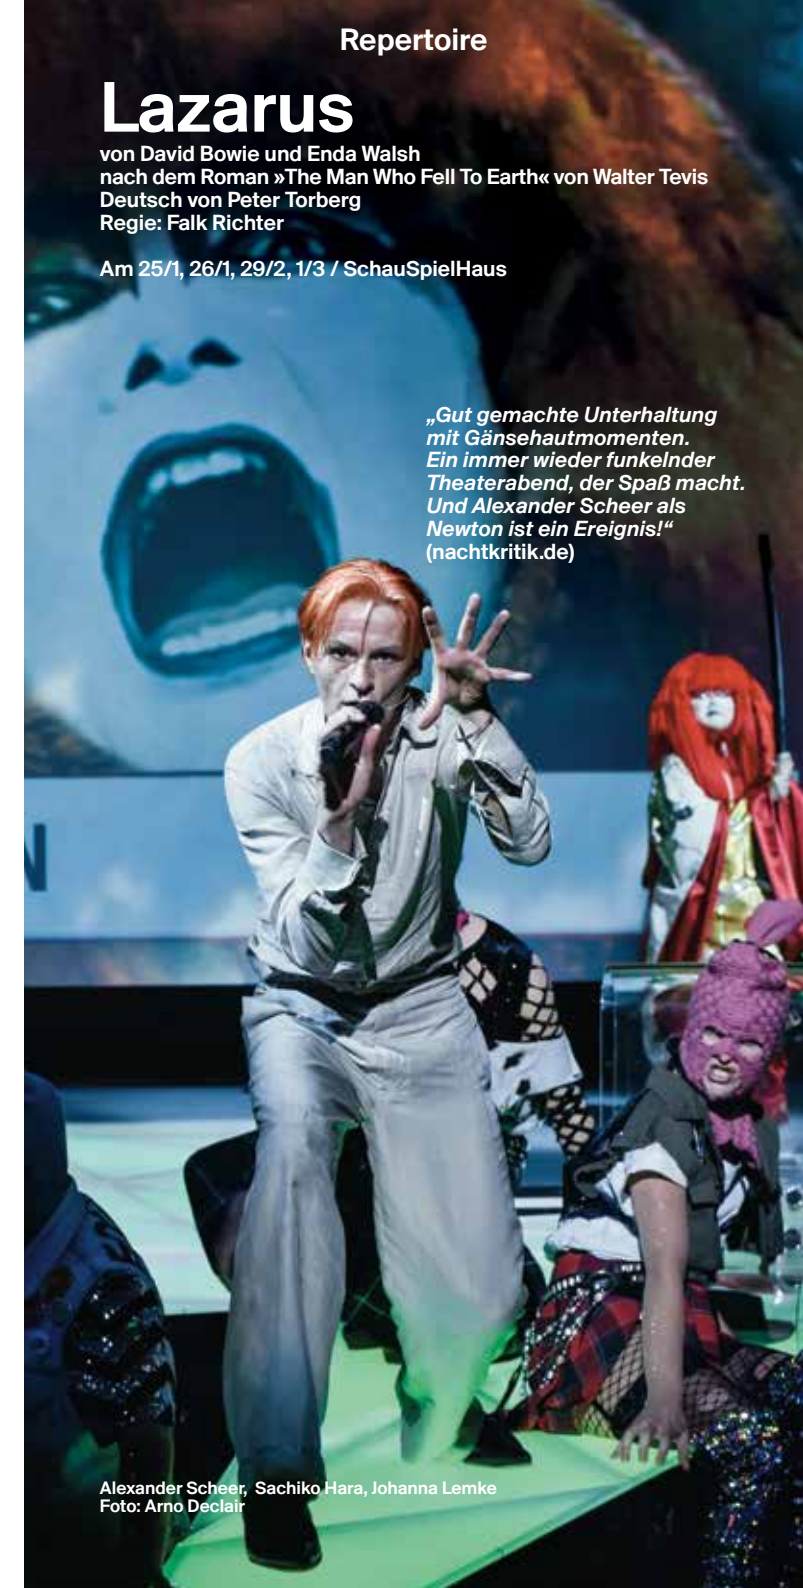 Repertoire
Lazarus
von David Bowie und Enda Walsh
nach dem Roman »The Man Who Fell To Earth« von Walter Tevis
Deutsch von Peter Torberg
Regie: Falk Richter
Am 25/1, 26/1, 29/2, 1/3 / SchauSpielHaus
„Gut gemachte Unterhaltung
mit Gänsehautmomenten.
Ein immer wieder funkelnder
Theaterabend, der Spaß macht.
Und Alexander Scheer als
Newton ist ein Ereignis!“
(nachtkritik.de)
N
Alexander Scheer, Sachiko Hara, Johanna Lemke
Foto: Arno Declair